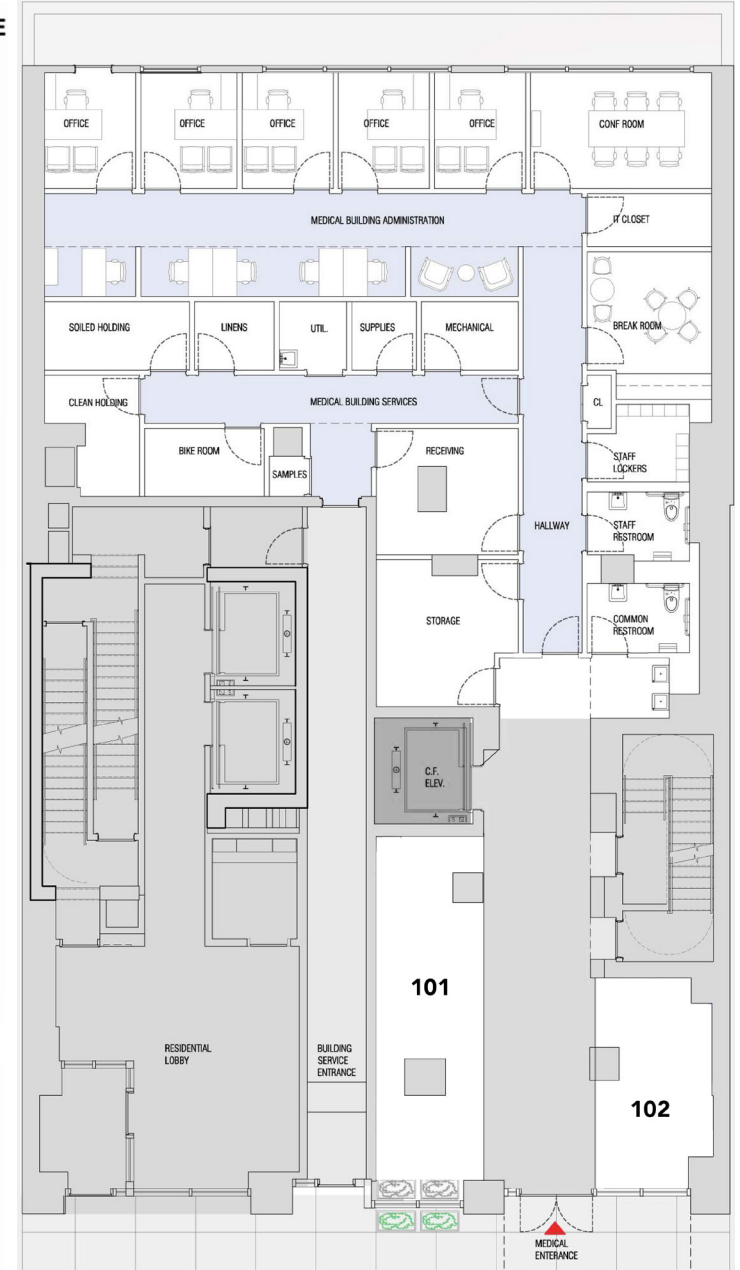 E
OFFICE
OFFICE
OFFICE
OFFICE
OFFICE
CONF ROOM
MEDICAL BUILDING ADMINISTRATION
IT CLOSET
SOILED HOLDING
LINENS
UTIL.
SUPPLIES
MECHANICAL
BREAK ROOM
CLEAN HOLDING
MEDICAL BUILDING SERVICES
CL
BIKE ROOM
SAMPLES
RECEIVING
STAFF
LOCKERS
HALLWAY
STAFF
RESTROOM
STORAGE
COMMON
RESTROOM
C.F.
ELEV.
101
RESIDENTIAL
LOBBY
BUILDING
SERVICE
ENTRANCE
102
MEDICAL
ENTERANCE